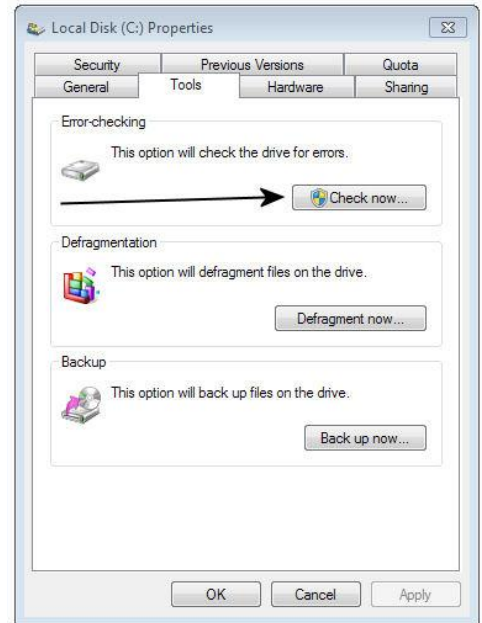 Local Disk (C:) Properties
Security Previous Versions Quota
General Tools Hardware Sharing
Error-checking
This option will check the drive for errors.
Check now...
Defragmentation
This option will defragment files on the drive.
Defragment now...
Backup
This option will back up files on the drive.
Back up now...
OK Cancel Apply